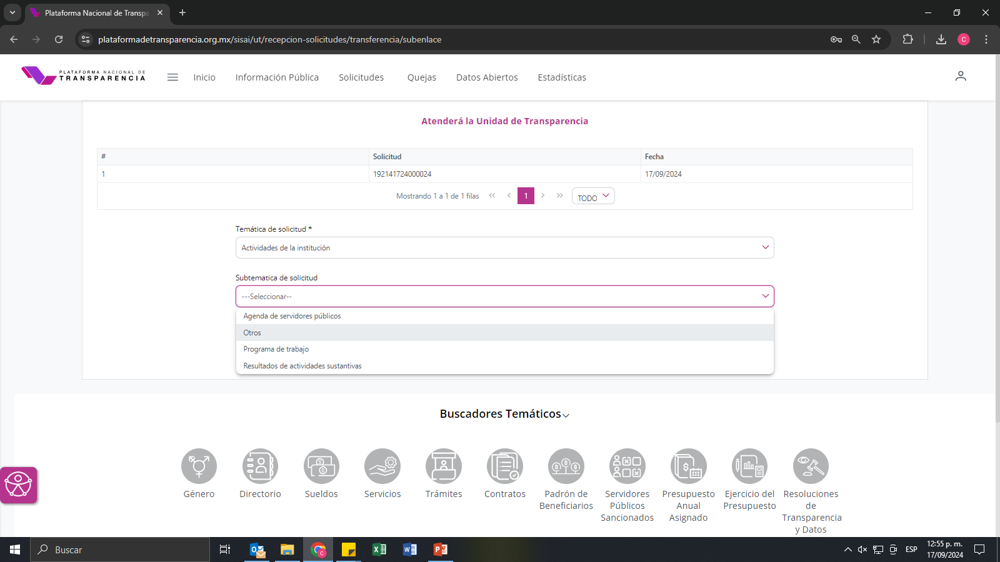 Plataforma Nacional de Transpa
plataformadetransparencia.org.mx/sisai/ut/recepcion-solicitudes/transferencia/subenlace
C
PLATAFORMA NACIONAL DE
TRANSPARENCIA
Inicio
Información Pública
Solicitudes
Quejas
Datos Abiertos
Estadísticas
Atenderá la Unidad de Transparencia
# Solicitud Fecha
1 192141724000024 17/09/2024
Mostrando 1 a 1 de 1 filas « ‹ 1 › » TODO
Temática de solicitud *
Actividades de la institución
Subtematica de solicitud
---Seleccionar--
Agenda de servidores públicos
Otros
Programa de trabajo
Resultados de actividades sustantivas
Buscadores Temáticos
Género
Directorio
Sueldos
Servicios
Trámites
Contratos
Padrón de
Beneficiarios
Servidores
Públicos
Sancionados
Presupuesto
Anual
Asignado
Ejercicio del
Presupuesto
Resoluciones
de
Transparencia
y Datos
Buscar
ESP
12:55 p. m.
17/09/2024